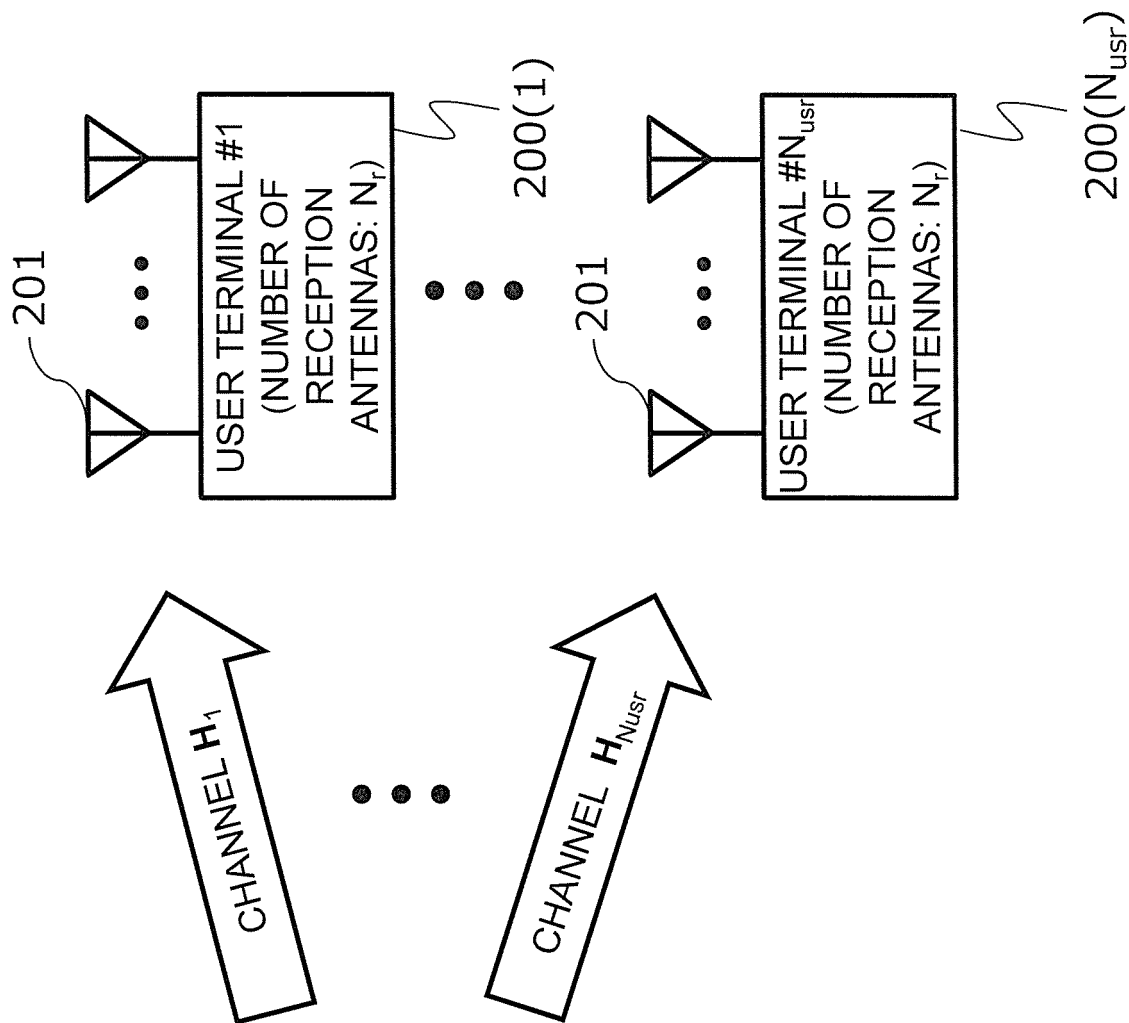 201
USER TERMINAL #1
(NUMBER OF
RECEPTION
ANTENNAS: Nr)
200(1)
201
USER TERMINAL #Nusr
(NUMBER OF
RECEPTION
ANTENNAS: Nr)
200(Nusr)
CHANNEL H1
CHANNEL HNusr